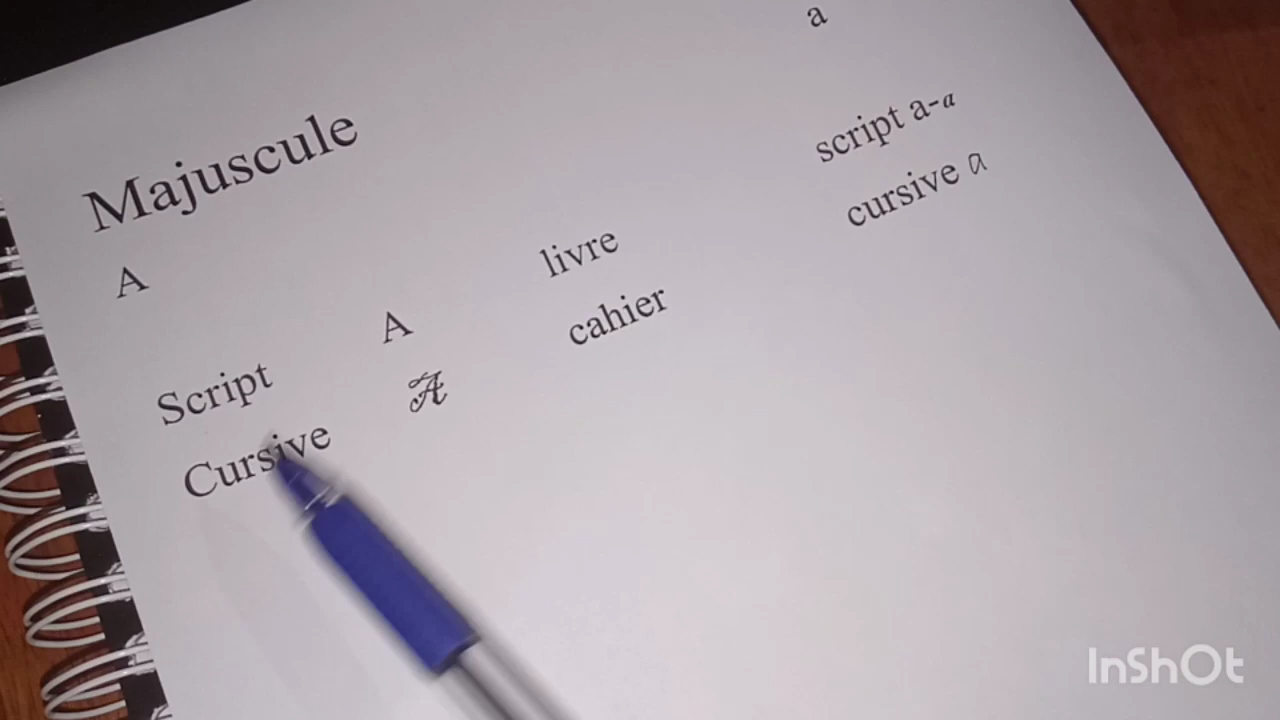 a
Majuscule
script a-a
cursive a
A
livre
A
cahier
Script
𝒜
Cursive
InShOt